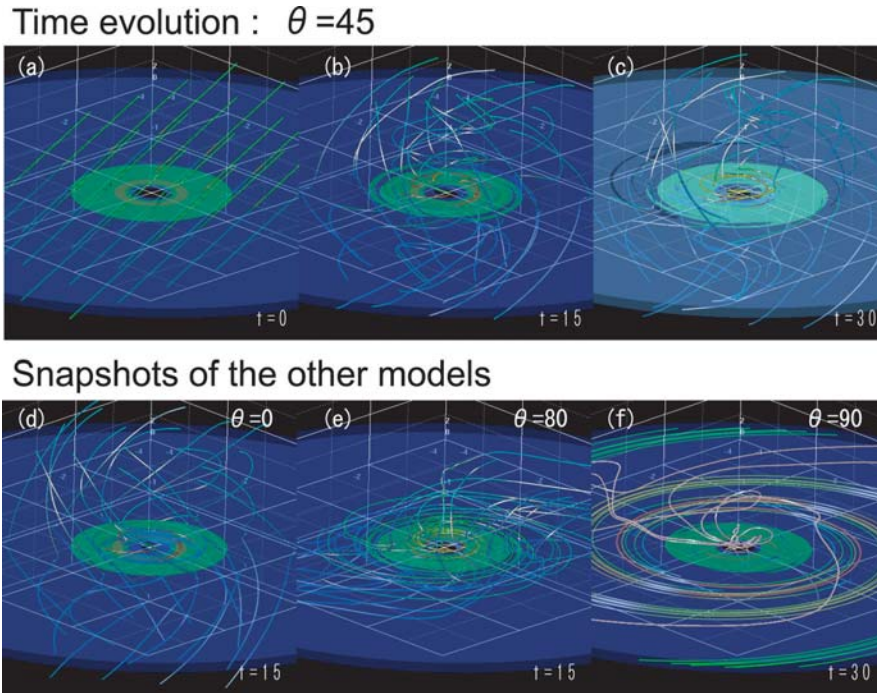 Time evolution : θ =45
(a) (b) (c)
t=0 t=15 t=30
Snapshots of the other models
(d) θ=0 (e) θ=80 (f) θ=90
t=15 t=15 t=30